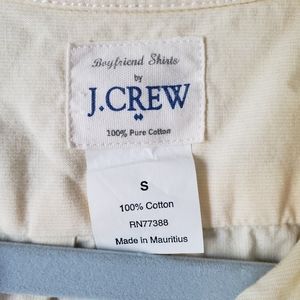 Boyfriend Shirts
by
J.CREW
100% Pure Cotton
S
100% Cotton
RN77388
Made in Mauritius